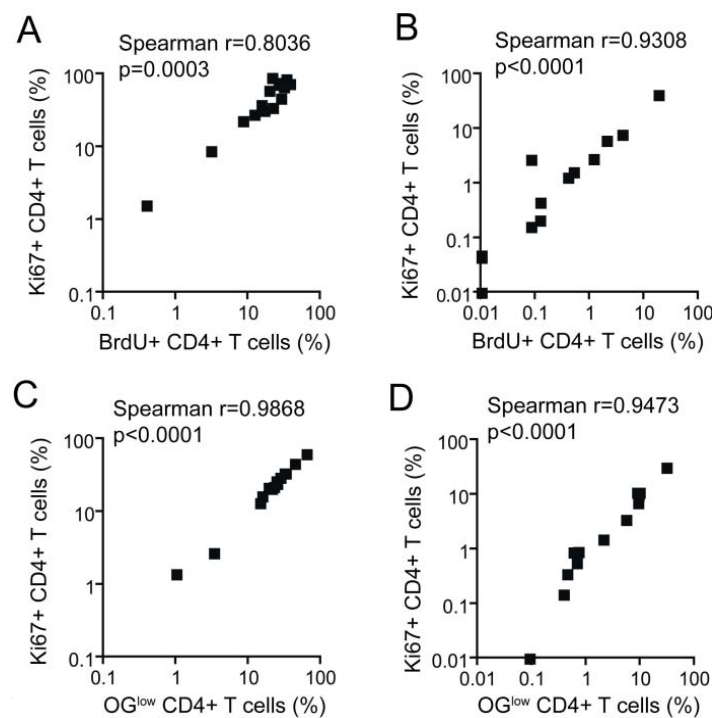 A
Spearman r=0.8036
p=0.0003
Ki67+ CD4+ T cells (%)
100
10
1
0.1
0.1 1 10 100
BrdU+ CD4+ T cells (%)
B
Spearman r=0.9308
p<0.0001
Ki67+ CD4+ T cells (%)
100
10
1
0.1
0.01
0.01 0.1 1 10 100
BrdU+ CD4+ T cells (%)
C
Spearman r=0.9868
p<0.0001
Ki67+ CD4+ T cells (%)
100
10
1
0.1
0.1 1 10 100
OGlow CD4+ T cells (%)
D
Spearman r=0.9473
p<0.0001
Ki67+ CD4+ T cells (%)
100
10
1
0.1
0.01
0.01 0.1 1 10 100
OGlow CD4+ T cells (%)